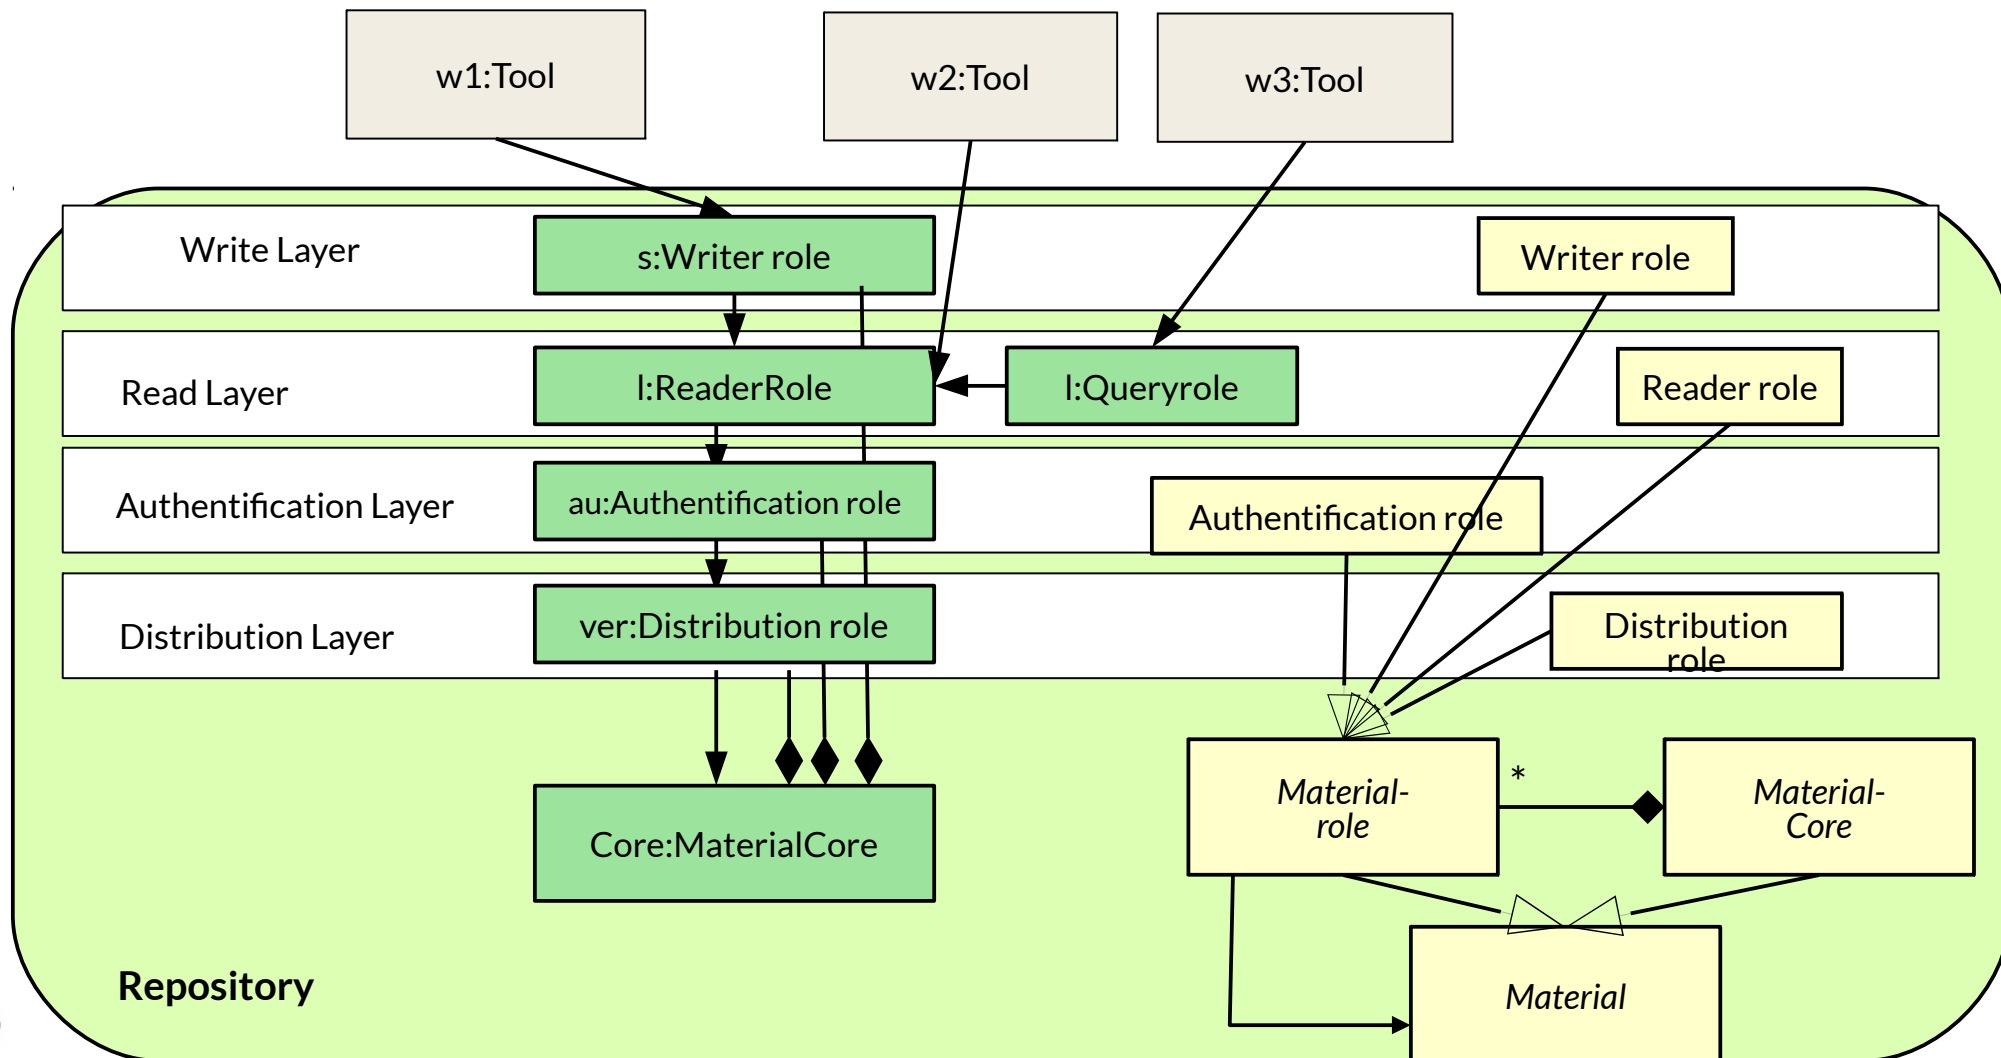 w1:Tool
w2:Tool
w3:Tool
Write Layer
s:Writer role
Writer role
Read Layer
l:ReaderRole
l:Queryrole
Reader role
Authentification Layer
au:Authentification role
Authentification role
Distribution Layer
ver:Distribution role
Distribution
role
Material-
role
*
Material-
Core
Core:MaterialCore
Repository
Material